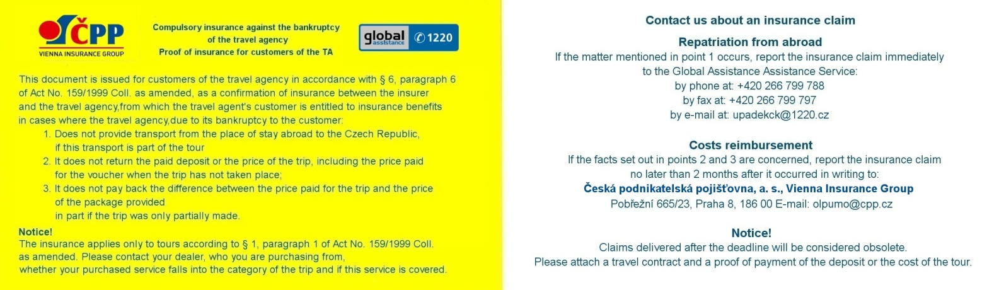 ČPP
VIENNA INSURANCE GROUP
Compulsory insurance against the bankruptcy
of the travel agency
Proof of insurance for customers of the TA
global
assistance
✆ 1220
This document is issued for customers of the travel agency in accordance with § 6, paragraph 6
of Act No. 159/1999 Coll. as amended, as a confirmation of insurance between the insurer
and the travel agency,from which the travel agent's customer is entitled to insurance benefits
in cases where the travel agency,due to its bankruptcy to the customer:
1. Does not provide transport from the place of stay abroad to the Czech Republic,
if this transport is part of the tour
2. It does not return the paid deposit or the price of the trip, including the price paid
for the voucher when the trip has not taken place;
3. It does not pay back the difference between the price paid for the trip and the price
of the package provided
in part if the trip was only partially made.
Notice!
The insurance applies only to tours according to § 1, paragraph 1 of Act No. 159/1999 Coll.
as amended. Please contact your dealer, who you are purchasing from,
whether your purchased service falls into the category of the trip and if this service is covered.
Contact us about an insurance claim
Repatriation from abroad
If the matter mentioned in point 1 occurs, report the insurance claim immediately
to the Global Assistance Assistance Service:
by phone at: +420 266 799 788
by fax at: +420 266 799 797
by e-mail at: upadekck@1220.cz
Costs reimbursement
If the facts set out in points 2 and 3 are concerned, report the insurance claim
no later than 2 months after it occurred in writing to:
Česká podnikatelská pojišťovna, a. s., Vienna Insurance Group
Pobřežní 665/23, Praha 8, 186 00 E-mail: olpumo@cpp.cz
Notice!
Claims delivered after the deadline will be considered obsolete.
Please attach a travel contract and a proof of payment of the deposit or the cost of the tour.